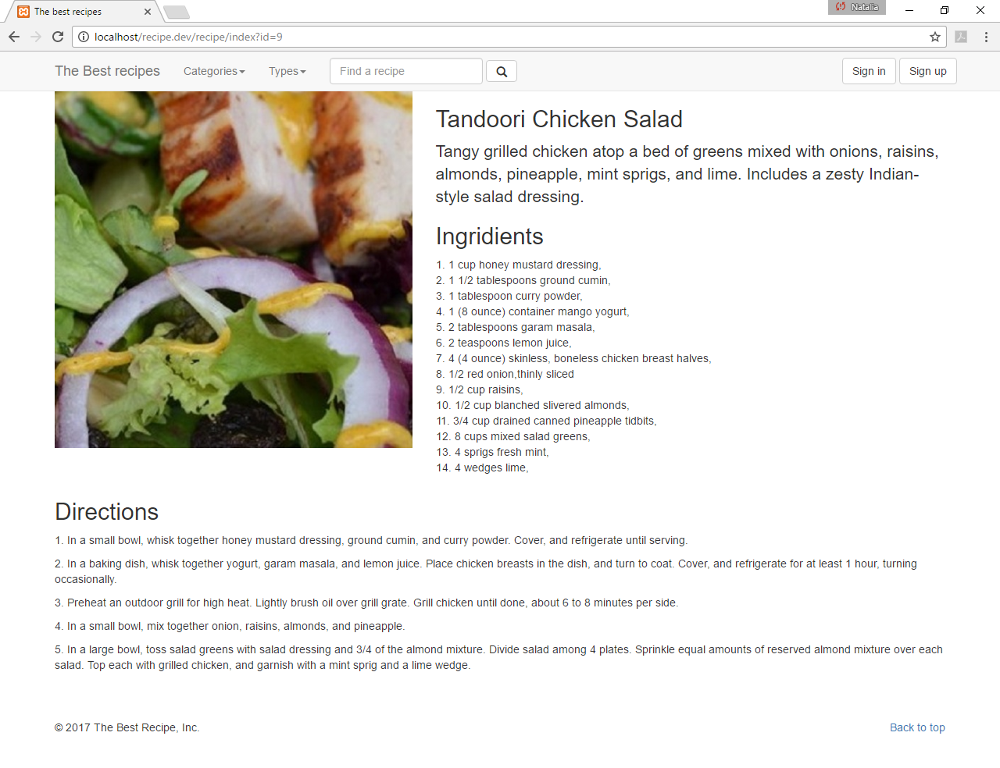 The best recipes
Natalia
localhost/recipe.dev/recipe/index?id=9
The Best recipes Categories Types Find a recipe Sign in Sign up
Tandoori Chicken Salad
Tangy grilled chicken atop a bed of greens mixed with onions, raisins,
almonds, pineapple, mint sprigs, and lime. Includes a zesty Indian-
style salad dressing.
Ingridients
1. 1 cup honey mustard dressing,
2. 1 1/2 tablespoons ground cumin,
3. 1 tablespoon curry powder,
4. 1 (8 ounce) container mango yogurt,
5. 2 tablespoons garam masala,
6. 2 teaspoons lemon juice,
7. 4 (4 ounce) skinless, boneless chicken breast halves,
8. 1/2 red onion,thinly sliced
9. 1/2 cup raisins,
10. 1/2 cup blanched slivered almonds,
11. 3/4 cup drained canned pineapple tidbits,
12. 8 cups mixed salad greens,
13. 4 sprigs fresh mint,
14. 4 wedges lime,
Directions
1. In a small bowl, whisk together honey mustard dressing, ground cumin, and curry powder. Cover, and refrigerate until serving.
2. In a baking dish, whisk together yogurt, garam masala, and lemon juice. Place chicken breasts in the dish, and turn to coat. Cover, and refrigerate for at least 1 hour, turning
occasionally.
3. Preheat an outdoor grill for high heat. Lightly brush oil over grill grate. Grill chicken until done, about 6 to 8 minutes per side.
4. In a small bowl, mix together onion, raisins, almonds, and pineapple.
5. In a large bowl, toss salad greens with salad dressing and 3/4 of the almond mixture. Divide salad among 4 plates. Sprinkle equal amounts of reserved almond mixture over each
salad. Top each with grilled chicken, and garnish with a mint sprig and a lime wedge.
© 2017 The Best Recipe, Inc. Back to top